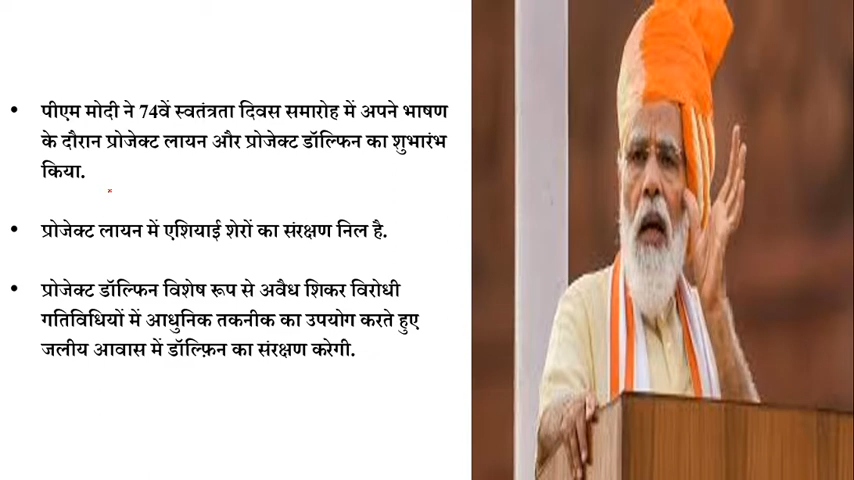 • पीएम मोदी ने 74वें स्वतंत्रता दिवस समारोह में अपने भाषण
के दौरान प्रोजेक्ट लायन और प्रोजेक्ट डॉल्फिन का शुभारंभ
किया.
• प्रोजेक्ट लायन में एशियाई शेरों का संरक्षण निल है.
• प्रोजेक्ट डॉल्फिन विशेष रूप से अवैध शिकर विरोधी
गतिविधियों में आधुनिक तकनीक का उपयोग करते हुए
जलीय आवास में डॉल्फ़िन का संरक्षण करेगी.